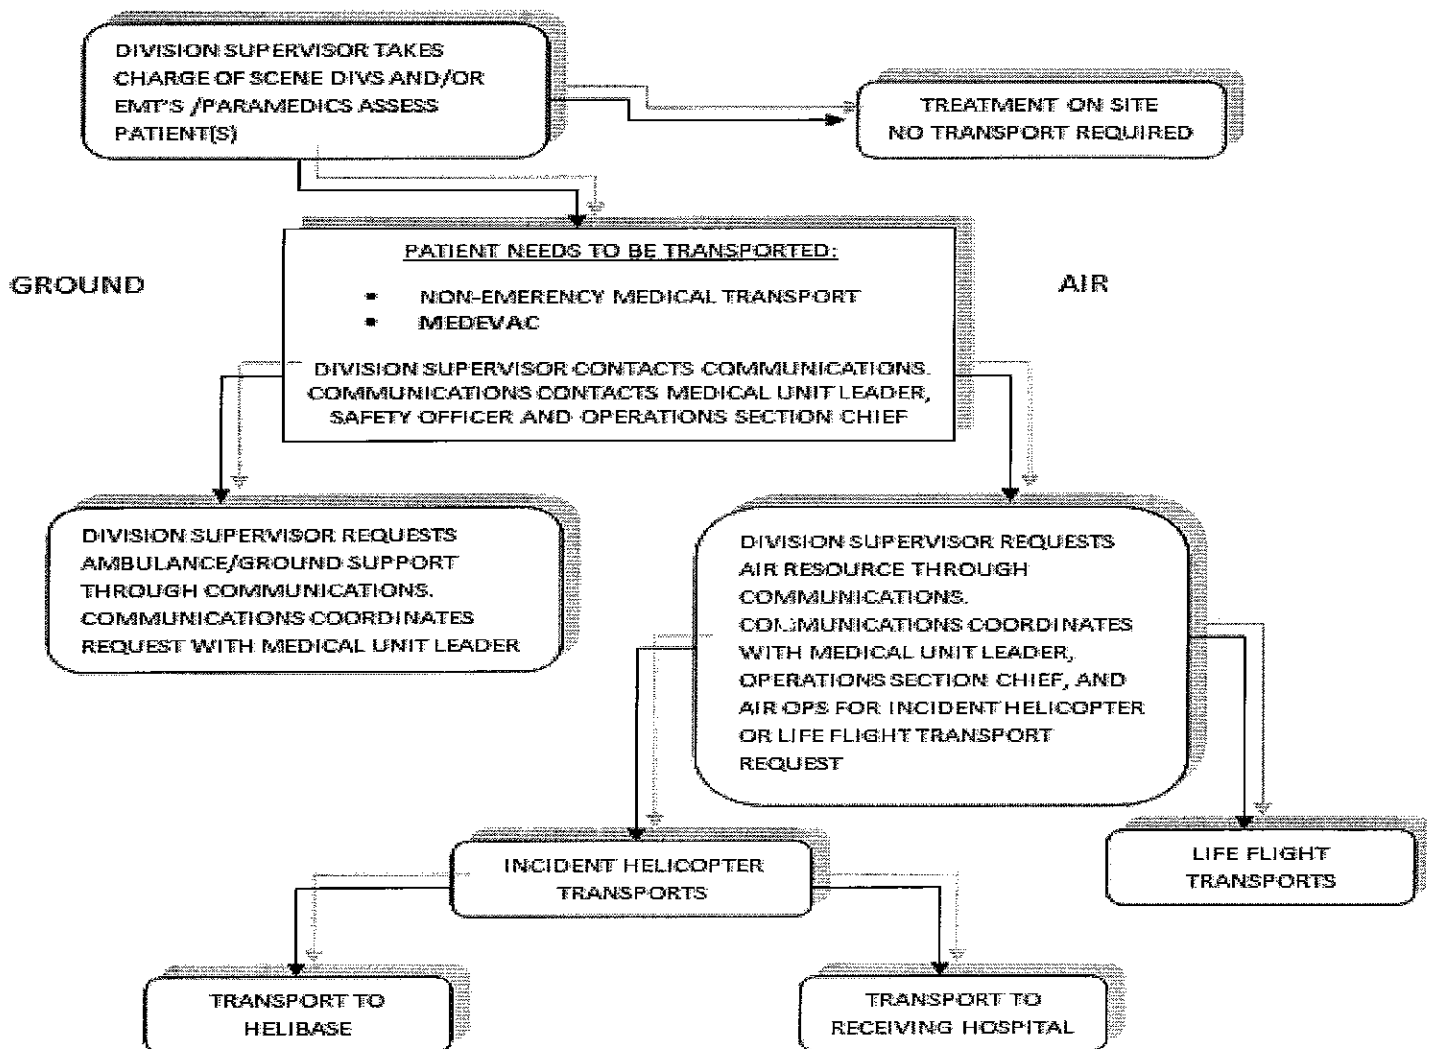 DIVISION SUPERVISOR TAKES
CHARGE OF SCENE DIVS AND/OR
EMT'S /PARAMEDICS ASSESS
PATIENT(S)
TREATMENT ON SITE
NO TRANSPORT REQUIRED
GROUND
AIR
PATIENT NEEDS TO BE TRANSPORTED:
▪ NON-EMERENCY MEDICAL TRANSPORT
▪ MEDEVAC
DIVISION SUPERVISOR CONTACTS COMMUNICATIONS.
COMMUNICATIONS CONTACTS MEDICAL UNIT LEADER,
SAFETY OFFICER AND OPERATIONS SECTION CHIEF
DIVISION SUPERVISOR REQUESTS
AMBULANCE/GROUND SUPPORT
THROUGH COMMUNICATIONS.
COMMUNICATIONS COORDINATES
REQUEST WITH MEDICAL UNIT LEADER
DIVISION SUPERVISOR REQUESTS
AIR RESOURCE THROUGH
COMMUNICATIONS.
COMMUNICATIONS COORDINATES
WITH MEDICAL UNIT LEADER,
OPERATIONS SECTION CHIEF, AND
AIR OPS FOR INCIDENT HELICOPTER
OR LIFE FLIGHT TRANSPORT
REQUEST
INCIDENT HELICOPTER
TRANSPORTS
LIFE FLIGHT
TRANSPORTS
TRANSPORT TO
HELIBASE
TRANSPORT TO
RECEIVING HOSPITAL